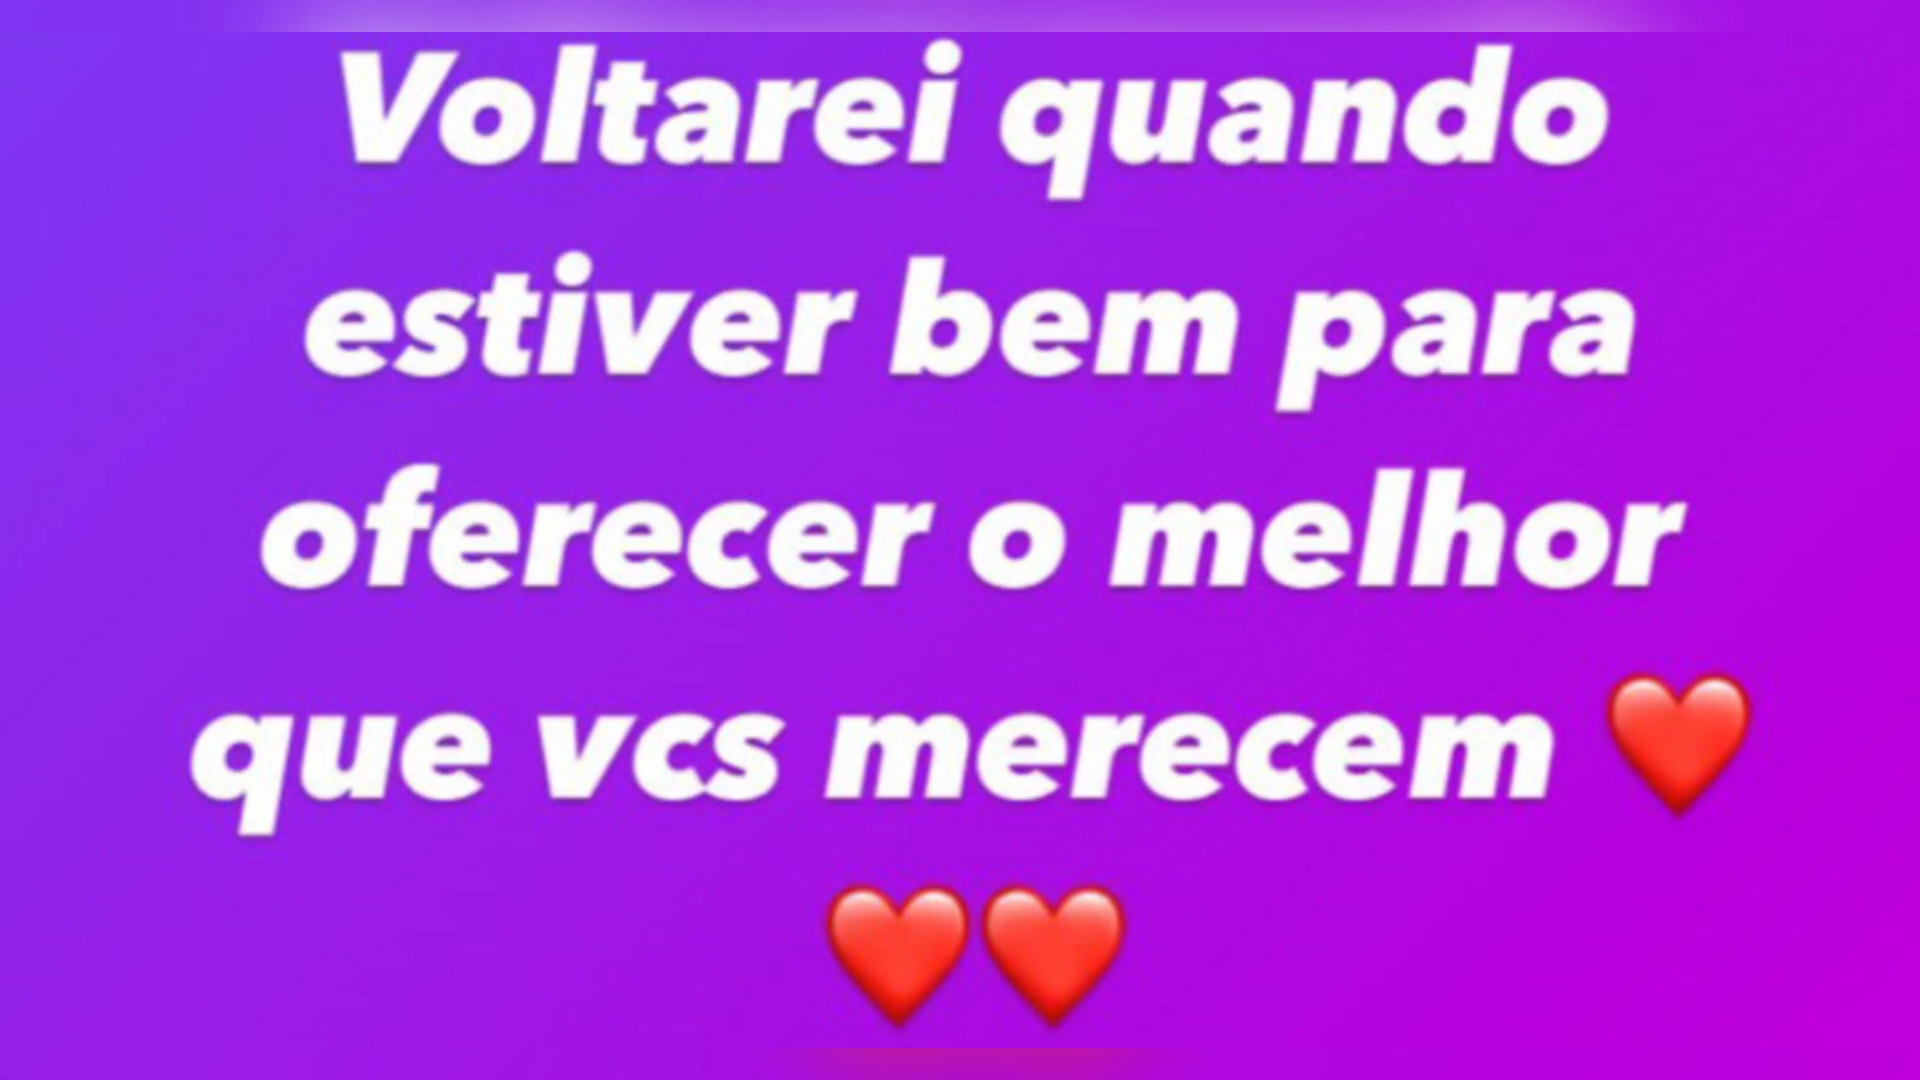 Voltarei quando
estiver bem para
oferecer o melhor
que vcs merecem ❤️
❤️❤️